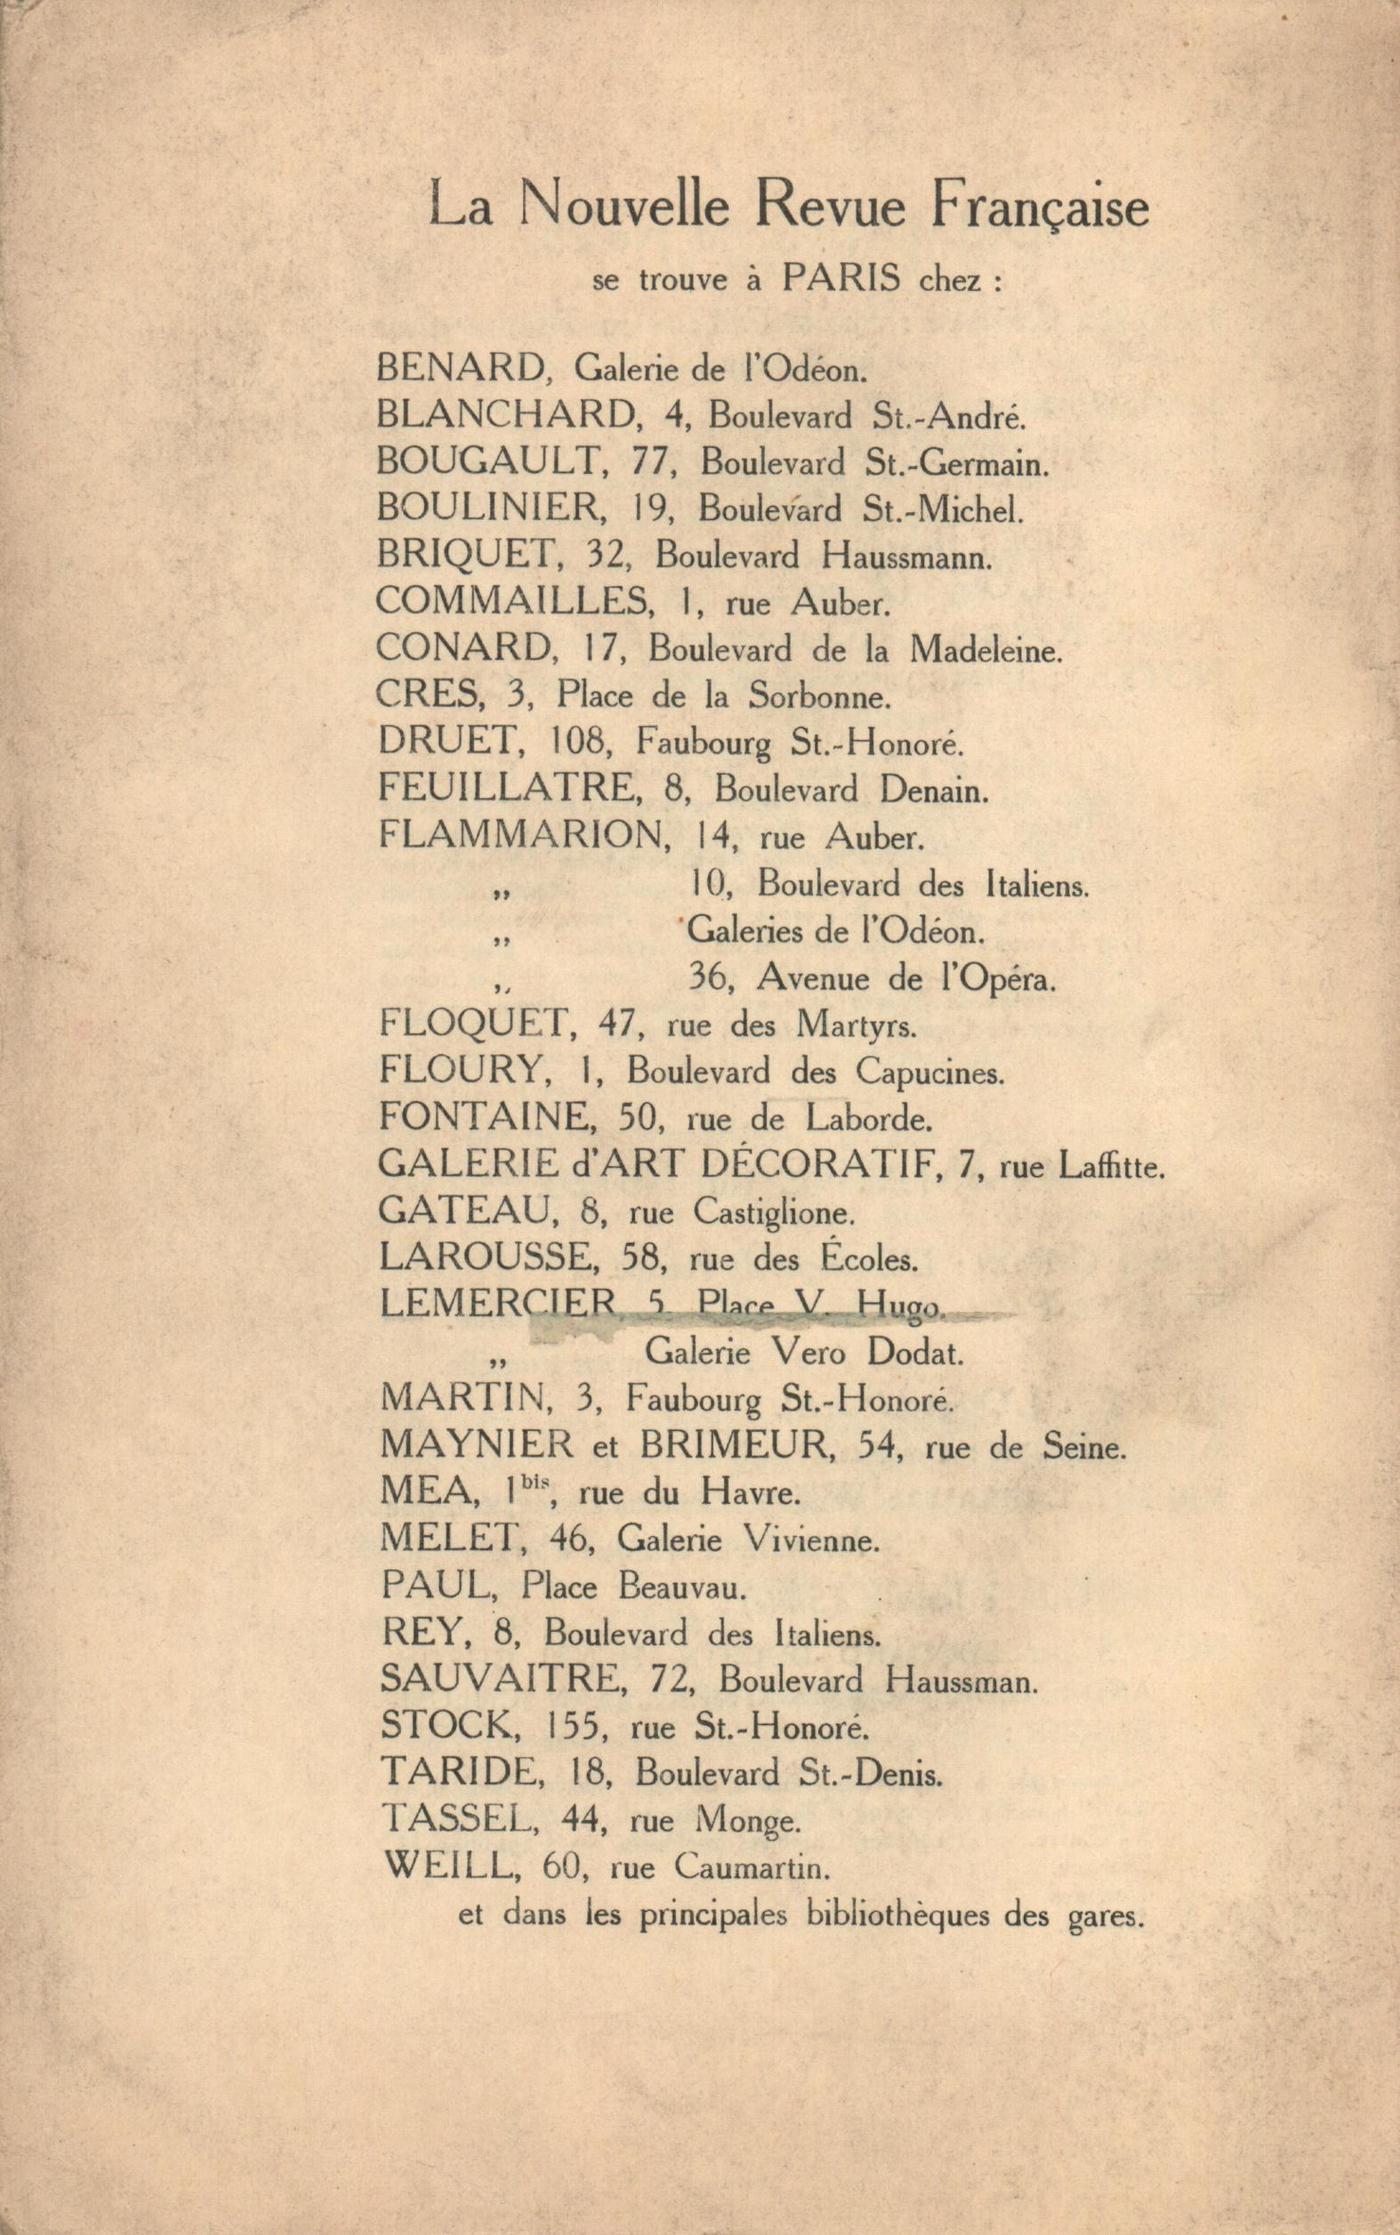 La Nouvelle Revue Française
se trouve à PARIS chez :
BENARD, Galerie de l'Odéon.
BLANCHARD, 4, Boulevard St.-André.
BOUGAULT, 77, Boulevard St.-Germain.
BOULINIER, 19, Boulevard St.-Michel.
BRIQUET, 32, Boulevard Haussmann.
COMMAILLES, 1, rue Auber.
CONARD, 17, Boulevard de la Madeleine.
CRES, 3, Place de la Sorbonne.
DRUET, 108, Faubourg St.-Honoré.
FEUILLATRE, 8, Boulevard Denain.
FLAMMARION, 14, rue Auber.
„ 10, Boulevard des Italiens.
„ Galeries de l'Odéon.
„ 36, Avenue de l'Opéra.
FLOQUET, 47, rue des Martyrs.
FLOURY, 1, Boulevard des Capucines.
FONTAINE, 50, rue de Laborde.
GALERIE d'ART DÉCORATIF, 7, rue Laffitte.
GATEAU, 8, rue Castiglione.
LAROUSSE, 58, rue des Écoles.
LEMERCIER, 5, Place V. Hugo.
„ Galerie Vero Dodat.
MARTIN, 3, Faubourg St.-Honoré.
MAYNIER et BRIMEUR, 54, rue de Seine.
MEA, 1bis, rue du Havre.
MELET, 46, Galerie Vivienne.
PAUL, Place Beauvau.
REY, 8, Boulevard des Italiens.
SAUVAITRE, 72, Boulevard Haussman.
STOCK, 155, rue St.-Honoré.
TARIDE, 18, Boulevard St.-Denis.
TASSEL, 44, rue Monge.
WEILL, 60, rue Caumartin.
et dans les principales bibliothèques des gares.